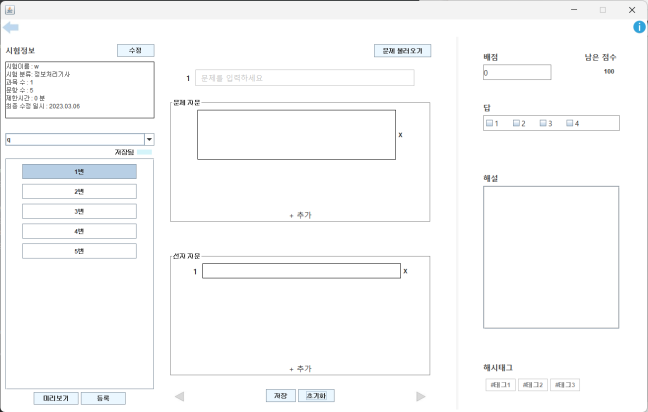 시험정보
수정
시험이름 : w
시험 분류: 정보처리기사
과목 수 : 1
문항 수 : 5
제한시간 : 0 분
최종 수정 일시 : 2023.03.06
q
저장됨
1번
2번
3번
4번
5번
미리보기
등록
문제 불러오기
1 문제를 입력하세요
문제 지문
x
+ 추가
선지 지문
1
x
+ 추가
저장
초기화
배점
남은 점수
0
100
답
1 2 3 4
해설
해시태그
#태그1 #태그2 #태그3